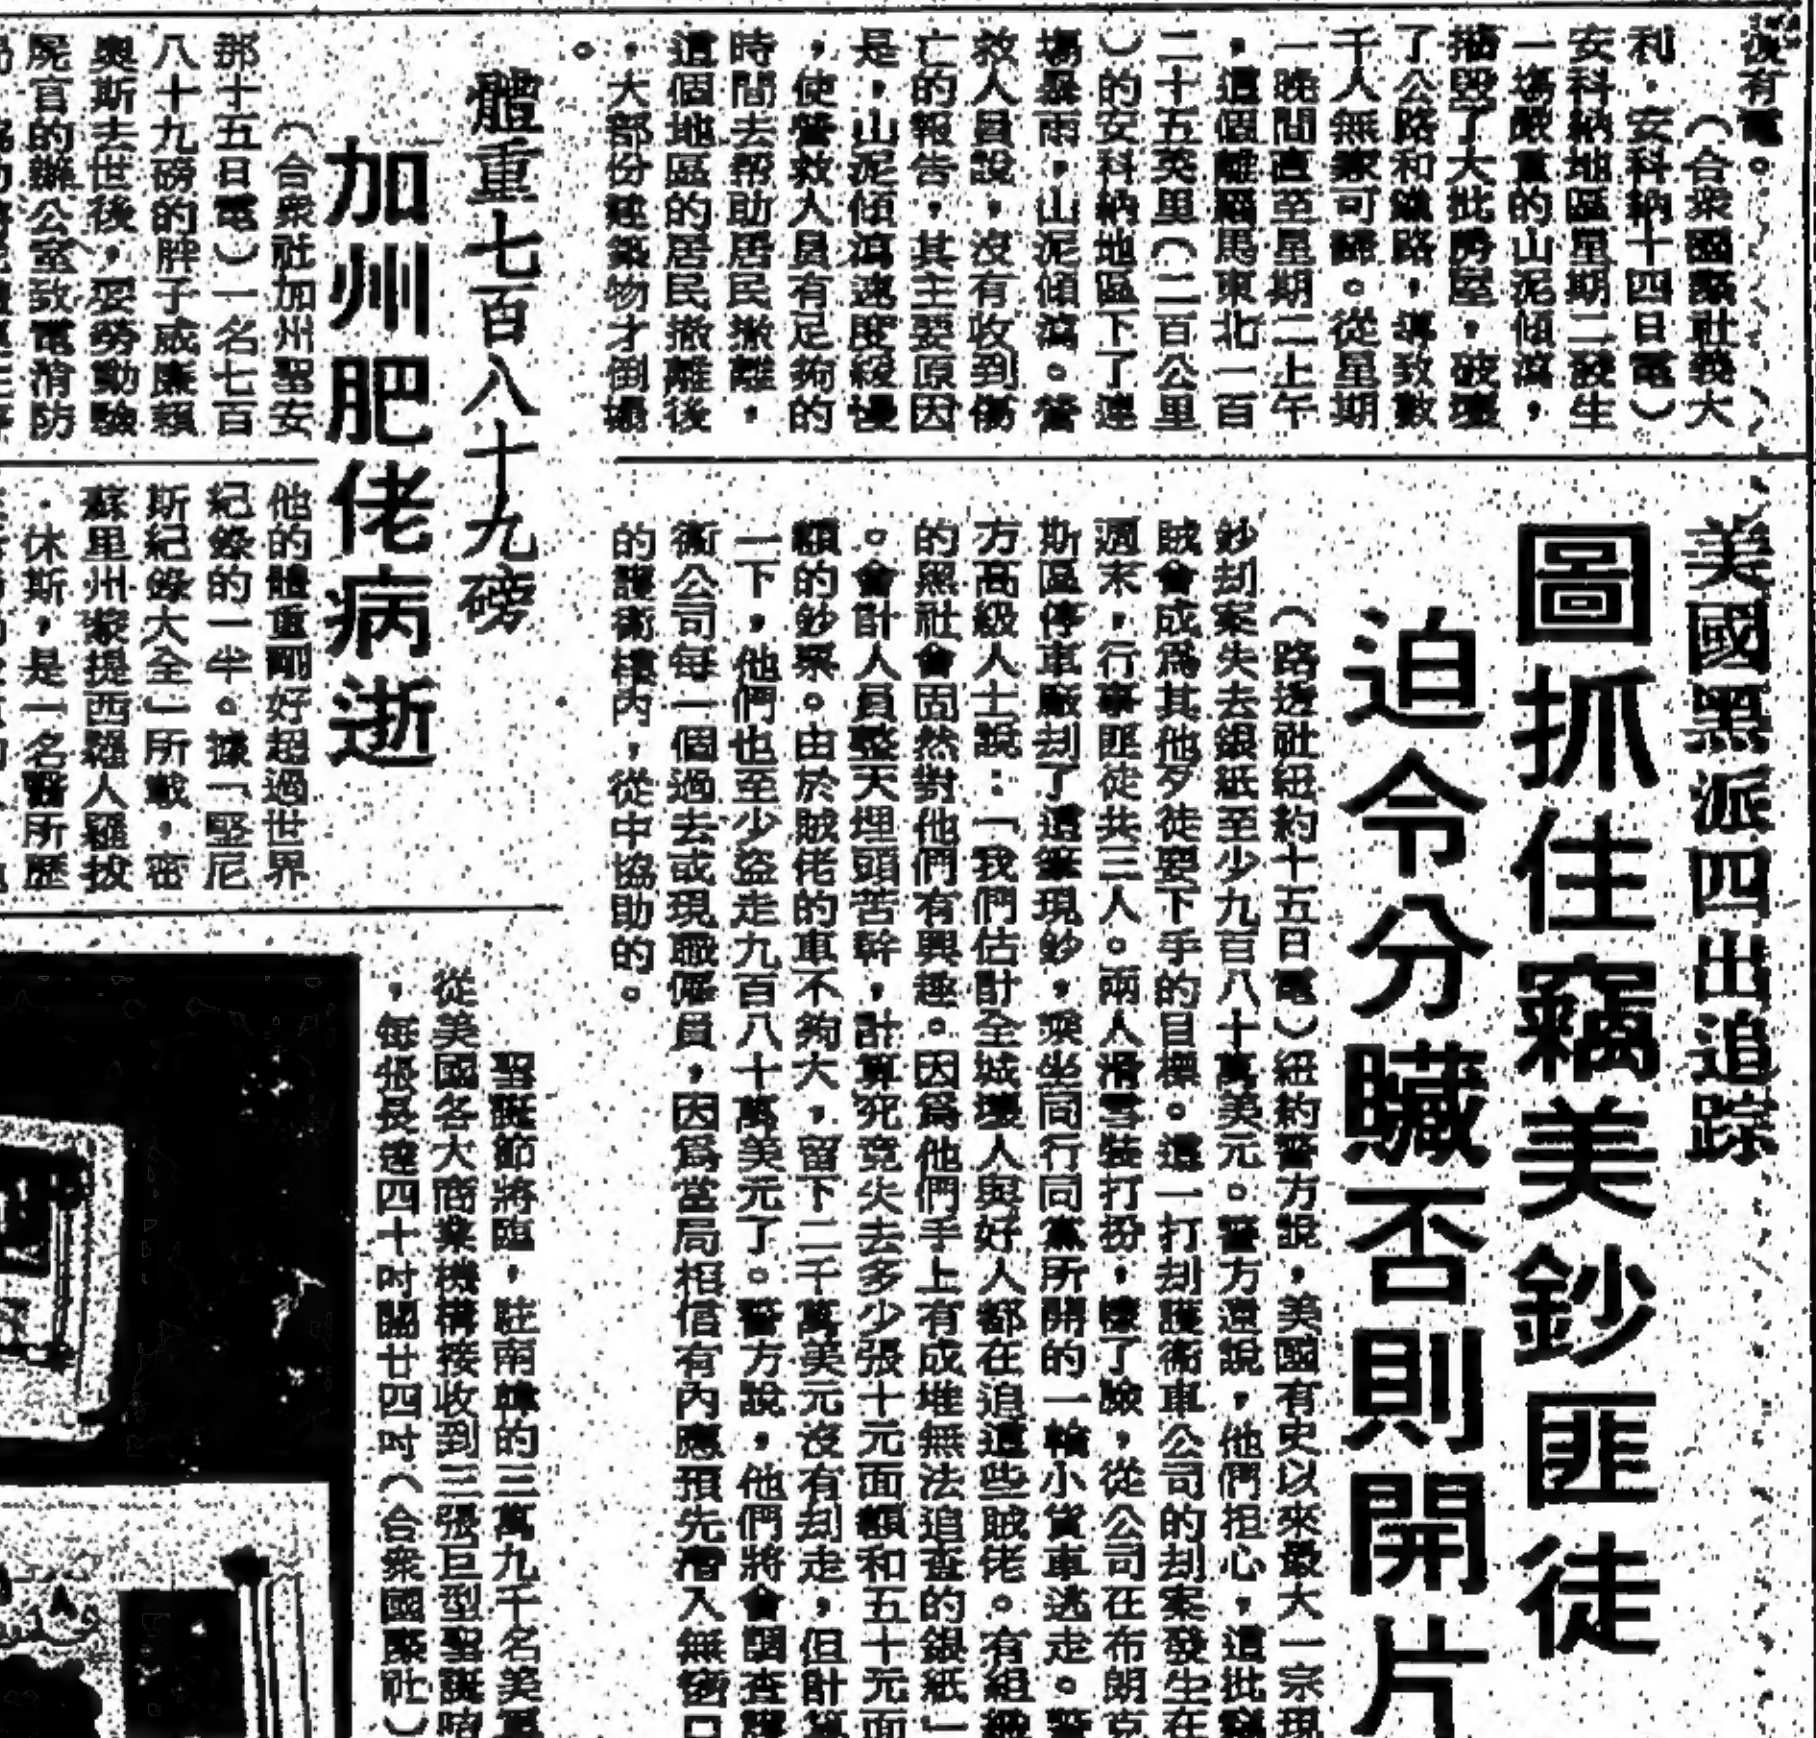 沒有電。
（合衆國際社義大
利．安科納十四日電）
安科納地區星期二發生
一塲嚴重的山泥傾瀉，
摧毀了大批房屋，破壞
了公路和鐵路，導致數
千人無家可歸。從星期
一晚間直至星期二上午
，這個離羅馬東北一百
二十五英里（二百公里
）的安科納地區下了連
塲暴雨，山泥傾瀉。營
救人員說，沒有收到傷
亡的報告，其主要原因
是，山泥傾瀉速度緩慢
，使營救人員有足夠的
時間去帮助居民撤離，
這個地區的居民撤離後
，大部份建築物才倒塌
。
美國黑派四出追踪
圖抓住竊美鈔匪徒
迫令分贓否則開片
（路透社紐約十五日電）紐約警方說，美國有史以來最大一宗現
鈔刦案失去銀紙至少九百八十萬美元。警方還說，他們担心，這批竊
賊會成爲其他歹徒要下手的目標。這一打刦護衞車公司的刦案發生在
週末，行事匪徒共三人。兩人滑雪裝打扮，懞了臉，從公司在布朗克
斯區停車廠刦了這筆現鈔，乘坐同行同黨所開的一輛小貨車逃走。警
方高級人士說：「我們估計全城壞人與好人都在追這些賊佬。有組織
的黑社會固然對他們有興趣。因爲他們手上有成堆無法追查的銀紙」
。會計人員整天埋頭苦幹，計算究竟失去多少張十元面額和五十元面
額的鈔票。由於賊佬的車不夠大，留下二千萬美元沒有刦走，但計算
一下，他們也至少盜走九百八十萬美元了。警方說，他們將會調查護
衞公司每一個過去或現職僱員，因爲當局相信有內應預先潛入無窗口
的護衞樓內，從中協助的。
體重七百八十九磅
加州肥佬病逝
（合衆社加州聖安
那十五日電）一名七百
八十九磅的胖子威廉賴
奧斯去世後，要勞動驗
屍官的辦公室致電消防
他的體重剛好超過世界
紀錄的一半。據「堅尼
斯紀錄大全」所載，密
蘇里州蒙提西羅人羅拔
．休斯，是一名醫所歷
聖誕節將臨，駐南韓的三萬九千名美軍
從美國各大商業機構接收到三張巨型聖誕咭
，每張長達四十吋闊廿四吋（合衆國際社）